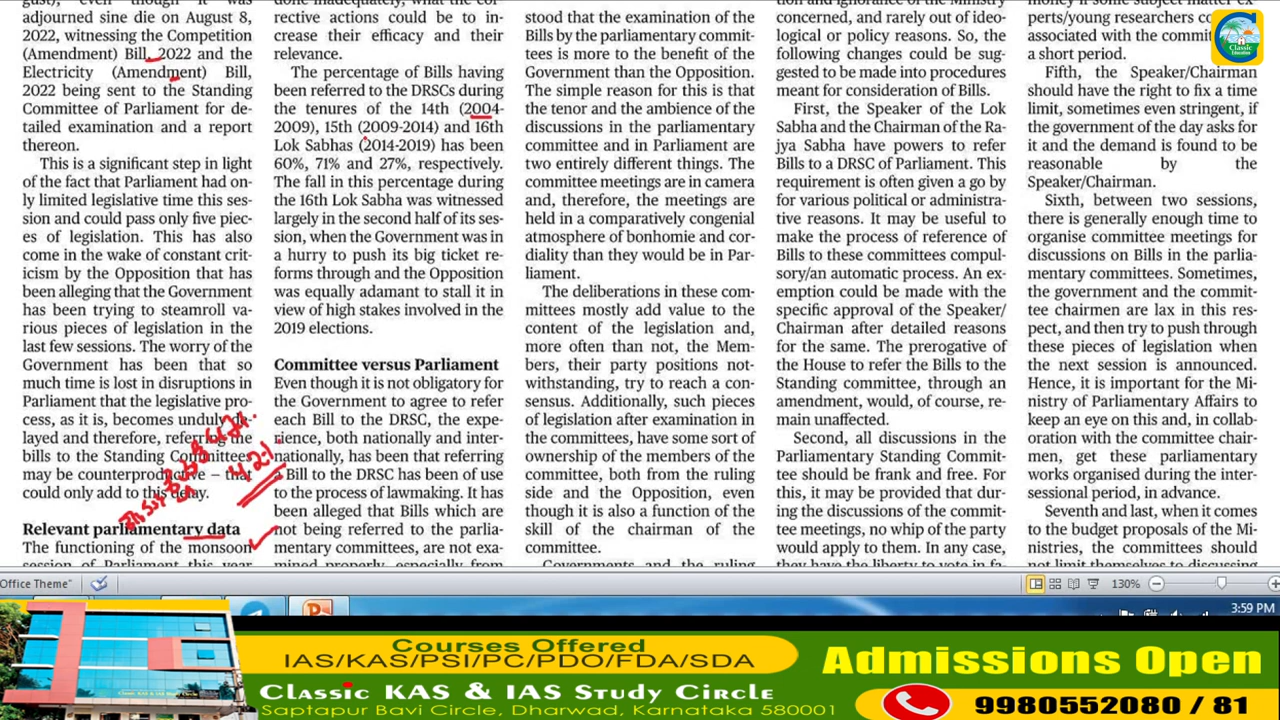 gust), even though it was
adjourned sine die on August 8,
2022, witnessing the Competition
(Amendment) Bill, 2022 and the
Electricity (Amendment) Bill,
2022 being sent to the Standing
Committee of Parliament for de-
tailed examination and a report
thereon.
This is a significant step in light
of the fact that Parliament had on-
ly limited legislative time this ses-
sion and could pass only five piec-
es of legislation. This has also
come in the wake of constant crit-
icism by the Opposition that has
been alleging that the Government
has been trying to steamroll va-
rious pieces of legislation in the
last few sessions. The worry of the
Government has been that so
much time is lost in disruptions in
Parliament that the legislative pro-
cess, as it is, becomes unduly de-
layed and therefore, referring the
bills to the Standing Committees
may be counterproductive – that
could only add to this delay.
Relevant parliamentary data
The functioning of the monsoon
session of Parliament this year
done inadequately, what the cor-
rective actions could be to in-
crease their efficacy and their
relevance.
The percentage of Bills having
been referred to the DRSCs during
the tenures of the 14th (2004-
2009), 15th (2009-2014) and 16th
Lok Sabhas (2014-2019) has been
60%, 71% and 27%, respectively.
The fall in this percentage during
the 16th Lok Sabha was witnessed
largely in the second half of its ses-
sion, when the Government was in
a hurry to push its big ticket re-
forms through and the Opposition
was equally adamant to stall it in
view of high stakes involved in the
2019 elections.
Committee versus Parliament
Even though it is not obligatory for
the Government to agree to refer
each Bill to the DRSC, the expe-
rience, both nationally and inter-
nationally, has been that referring
a Bill to the DRSC has been of use
to the process of lawmaking. It has
been alleged that Bills which are
not being referred to the parlia-
mentary committees, are not exa-
mined properly, especially from
stood that the examination of the
Bills by the parliamentary commit-
tees is more to the benefit of the
Government than the Opposition.
The simple reason for this is that
the tenor and the ambience of the
discussions in the parliamentary
committee and in Parliament are
two entirely different things. The
committee meetings are in camera
and, therefore, the meetings are
held in a comparatively congenial
atmosphere of bonhomie and cor-
diality than they would be in Par-
liament.
The deliberations in these com-
mittees mostly add value to the
content of the legislation and,
more often than not, the Mem-
bers, their party positions not-
withstanding, try to reach a con-
sensus. Additionally, such pieces
of legislation after examination in
the committees, have some sort of
ownership of the members of the
committee, both from the ruling
side and the Opposition, even
though it is also a function of the
skill of the chairman of the
committee.
Governments and the ruling
tion and ignorance of the Ministry
concerned, and rarely out of ideo-
logical or policy reasons. So, the
following changes could be sug-
gested to be made into procedures
meant for consideration of Bills.
First, the Speaker of the Lok
Sabha and the Chairman of the Ra-
jya Sabha have powers to refer
Bills to a DRSC of Parliament. This
requirement is often given a go by
for various political or administra-
tive reasons. It may be useful to
make the process of reference of
Bills to these committees compul-
sory/an automatic process. An ex-
emption could be made with the
specific approval of the Speaker/
Chairman after detailed reasons
for the same. The prerogative of
the House to refer the Bills to the
Standing committee, through an
amendment, would, of course, re-
main unaffected.
Second, all discussions in the
Parliamentary Standing Commit-
tee should be frank and free. For
this, it may be provided that dur-
ing the discussions of the commit-
tee meetings, no whip of the party
would apply to them. In any case,
they have the liberty to vote in fa-
money if some subject matter ex-
perts/young researchers co
associated with the committ
a short period.
Fifth, the Speaker/Chairman
should have the right to fix a time
limit, sometimes even stringent, if
the government of the day asks for
it and the demand is found to be
reasonable by the
Speaker/Chairman.
Sixth, between two sessions,
there is generally enough time to
organise committee meetings for
discussions on Bills in the parlia-
mentary committees. Sometimes,
the government and the commit-
tee chairmen are lax in this res-
pect, and then try to push through
these pieces of legislation when
the next session is announced.
Hence, it is important for the Mi-
nistry of Parliamentary Affairs to
keep an eye on this and, in collab-
oration with the committee chair-
men, get these parliamentary
works organised during the inter-
sessional period, in advance.
Seventh and last, when it comes
to the budget proposals of the Mi-
nistries, the committees should
not limit themselves to discussing
Classic
Education
Office Theme"
130%
3:59 PM
Courses Offered
IAS/KAS/PSI/PC/PDO/FDA/SDA
Classic KAS & IAS Study Circle
Saptapur Bavi Circle, Dharwad, Karnataka 580001
Admissions Open
9980552080 / 81